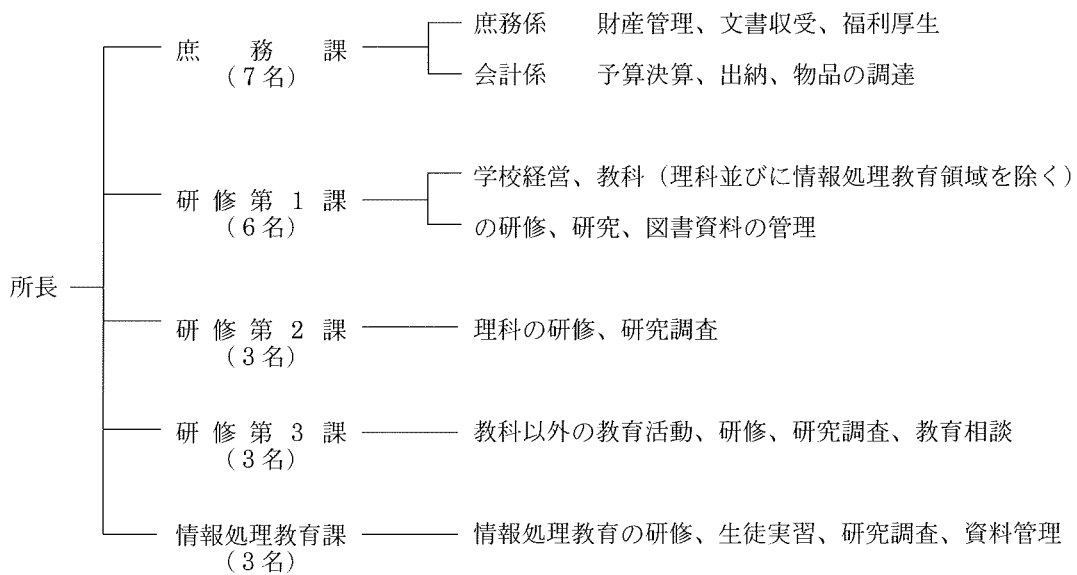 庶務課
(7名)
庶務係 財産管理、文書収受、福利厚生
会計係 予算決算、出納、物品の調達
研修第1課
(6名)
学校経営、教科(理科並びに情報処理教育領域を除く)
の研修、研究、図書資料の管理
所長
研修第2課
(3名)
理科の研修、研究調査
研修第3課
(3名)
教科以外の教育活動、研修、研究調査、教育相談
情報処理教育課
(3名)
情報処理教育の研修、生徒実習、研究調査、資料管理